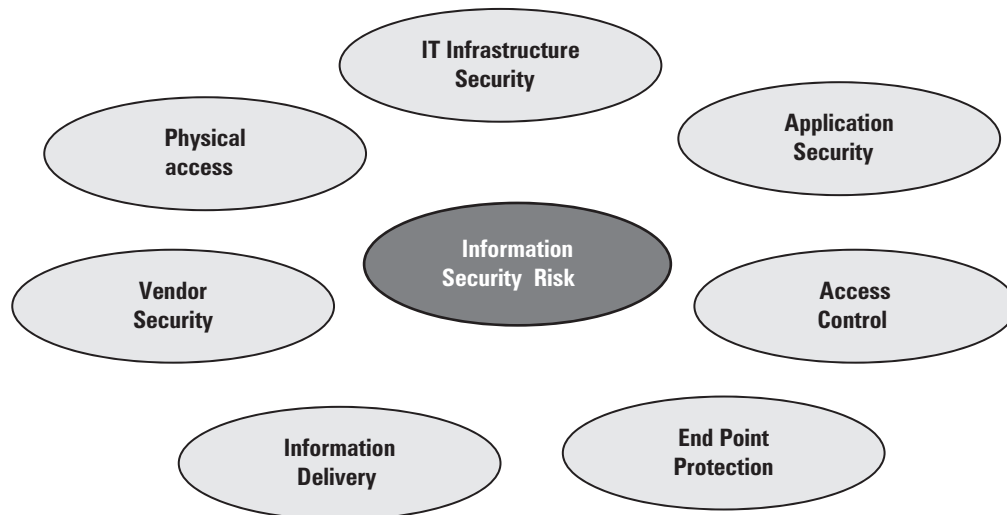 IT Infrastructure
Security
Application
Security
Physical
access
Information
Security Risk
Vendor
Security
Access
Control
Information
Delivery
End Point
Protection